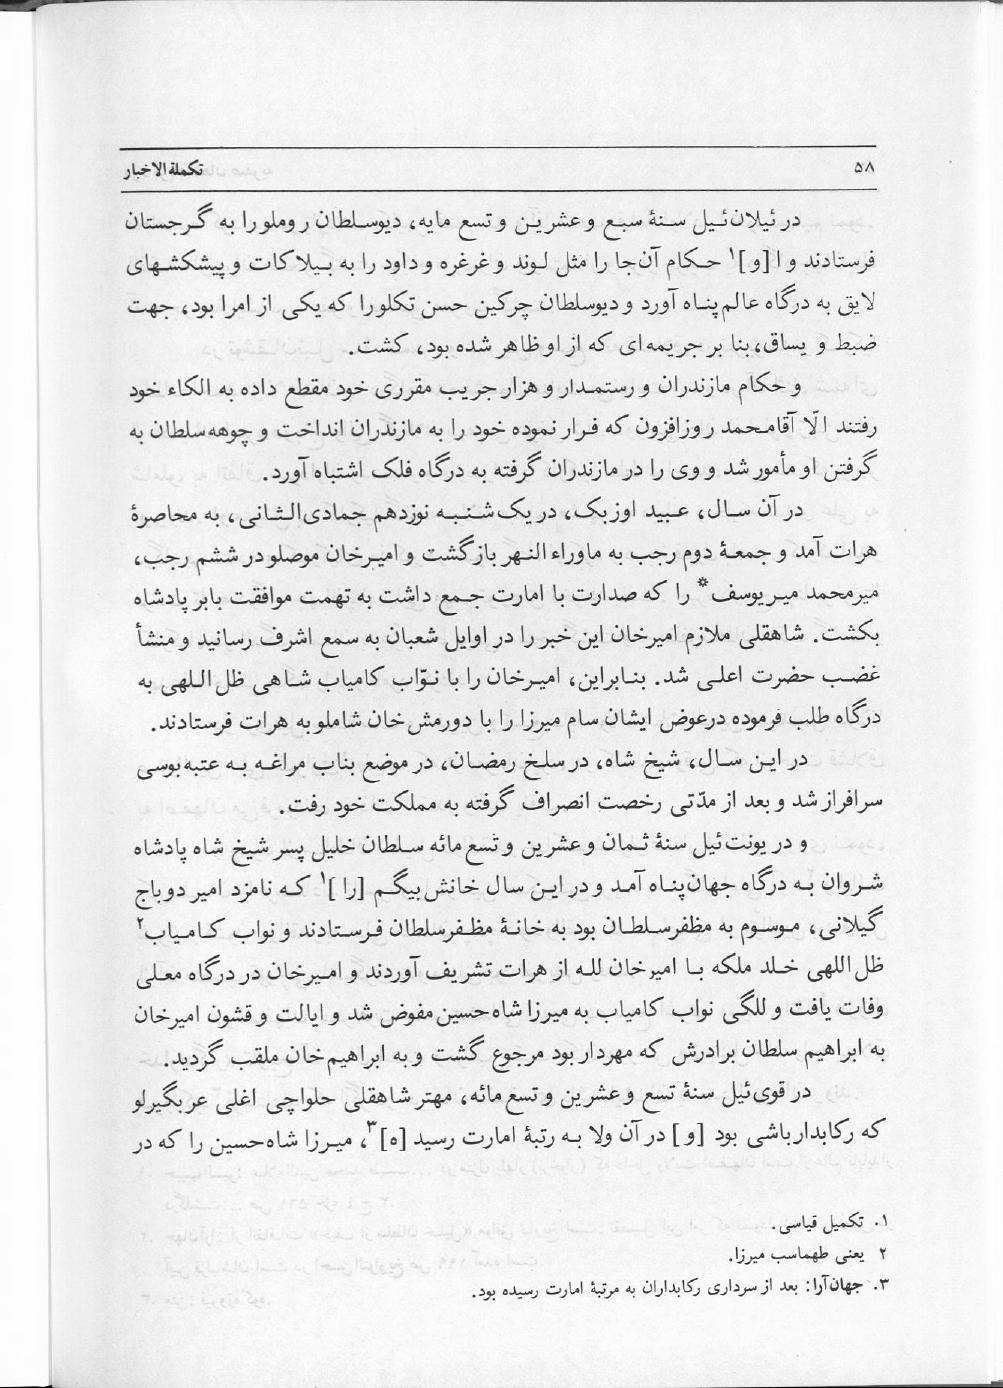 ۵۸ تکملة الاخبار
در ئیلان‌ئیل سنهٔ سبع و عشرین و تسع مایه، دیوسلطان روملو را به گرجستان
فرستادند و ا [و]۱ حکام آن‌جا را مثل لوند و غرغره و داود را به بیلاکات و پیشکشهای
لایق به درگاه عالم‌پناه آورد و دیوسلطان چرکین حسن تکلو را که یکی از امرا بود، جهت
ضبط و یساق، بنا بر جریمه‌ای که از او ظاهر شده بود، کشت.
و حکام مازندران و رستمدار و هزار جریب مقرری خود مقطع داده به الکاء خود
رفتند الّا آقامحمد روزافزون که فرار نموده خود را به مازندران انداخت و چوهه‌سلطان به
گرفتن او مأمور شد و وی را در مازندران گرفته به درگاه فلک اشتباه آورد.
در آن سال، عبید اوزبک، در یک‌شنبه نوزدهم جمادی‌الثانی، به محاصرهٔ
هرات آمد و جمعهٔ دوم رجب به ماوراء النهر بازگشت و امیرخان موصلو در ششم رجب،
میرمحمد میریوسف* را که صدارت با امارت جمع داشت به تهمت موافقت بابر پادشاه
بکشت. شاهقلی ملازم امیرخان این خبر را در اوایل شعبان به سمع اشرف رسانید و منشأ
غضب حضرت اعلی شد. بنابراین، امیرخان را با نوّاب کامیاب شاهی ظل اللهی به
درگاه طلب فرموده درعوض ایشان سام میرزا را با دورمش‌خان شاملو به هرات فرستادند.
در این سال، شیخ شاه، در سلخ رمضان، در موضع بناب مراغه به عتبه‌بوسی
سرافراز شد و بعد از مدّتی رخصت انصراف گرفته به مملکت خود رفت.
و در یونت‌ئیل سنهٔ ثمان و عشرین و تسع مائه سلطان خلیل پسر شیخ شاه پادشاه
شروان به درگاه جهان‌پناه آمد و در این سال خانش‌بیگم [را]۱ که نامزد امیر دوباج
گیلانی، موسوم به مظفرسلطان بود به خانهٔ مظفرسلطان فرستادند و نواب کامیاب۲
ظل اللهی خلد ملکه با امیرخان لله از هرات تشریف آوردند و امیرخان در درگاه معلی
وفات یافت و للگی نواب کامیاب به میرزا شاه‌حسین مفوض شد و ایالت و قشون امیرخان
به ابراهیم سلطان برادرش که مهردار بود مرجوع گشت و به ابراهیم‌خان ملقب گردید.
در قوی‌ئیل سنهٔ تسع و عشرین و تسع مائه، مهتر شاهقلی حلواچی اغلی عربگیرلو
که رکابدارباشی بود [و] در آن ولا به رتبهٔ امارت رسید [ه]۳، میرزا شاه‌حسین را که در
۱. تکمیل قیاسی.
۲ یعنی طهماسب میرزا.
۳. جهان‌آرا: بعد از سرداری رکابداران به مرتبهٔ امارت رسیده بود.